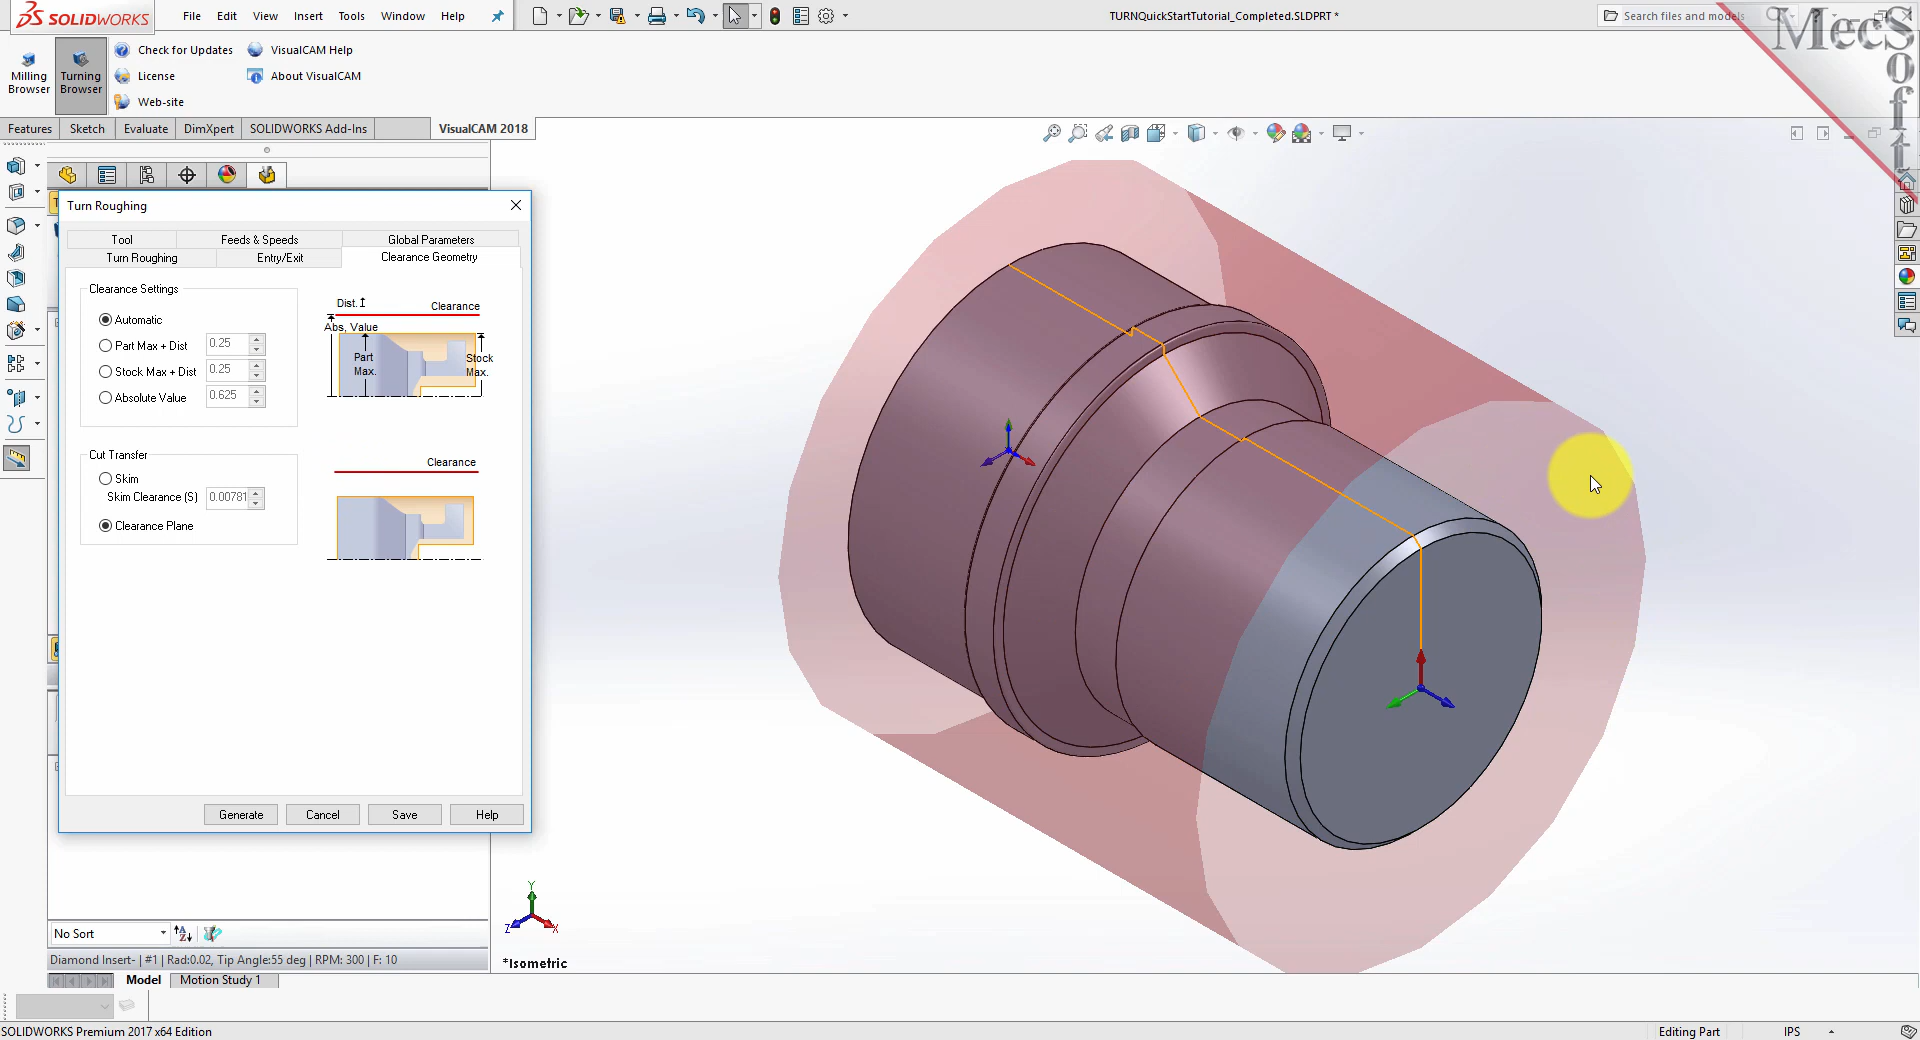 SOLIDWORKS
File Edit View Insert Tools Window Help
TURNQuickStartTutorial_Completed.SLDPRT *
Search files and models
MecSoft
Milling Browser
Turning Browser
Check for Updates
VisualCAM Help
License
About VisualCAM
Web-site
Features Sketch Evaluate DimXpert SOLIDWORKS Add-Ins VisualCAM 2018
Turn Roughing
Tool Feeds & Speeds Global Parameters
Turn Roughing Entry/Exit Clearance Geometry
Clearance Settings
Automatic
Part Max + Dist 0.25
Stock Max + Dist 0.25
Absolute Value 0.625
Dist.
Clearance
Abs, Value
Part Max.
Stock Max.
Cut Transfer
Skim
Skim Clearance (S) 0.00781
Clearance Plane
Clearance
Generate Cancel Save Help
Y
Z X
*Isometric
No Sort
Diamond Insert- | #1 | Rad:0.02, Tip Angle:55 deg | RPM: 300 | F: 10
Model Motion Study 1
SOLIDWORKS Premium 2017 x64 Edition
Editing Part
IPS